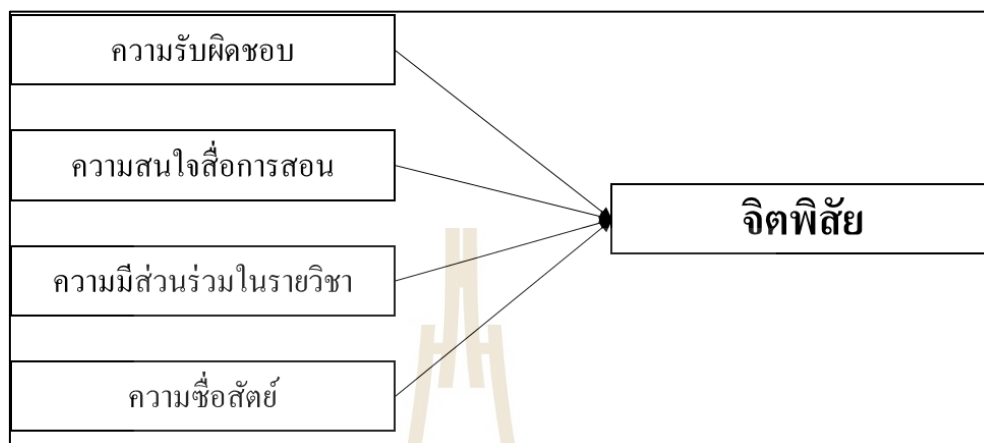 ความรับผิดชอบ
ความสนใจสื่อการสอน
ความมีส่วนร่วมในรายวิชา
ความซื่อสัตย์
จิตพิสัย